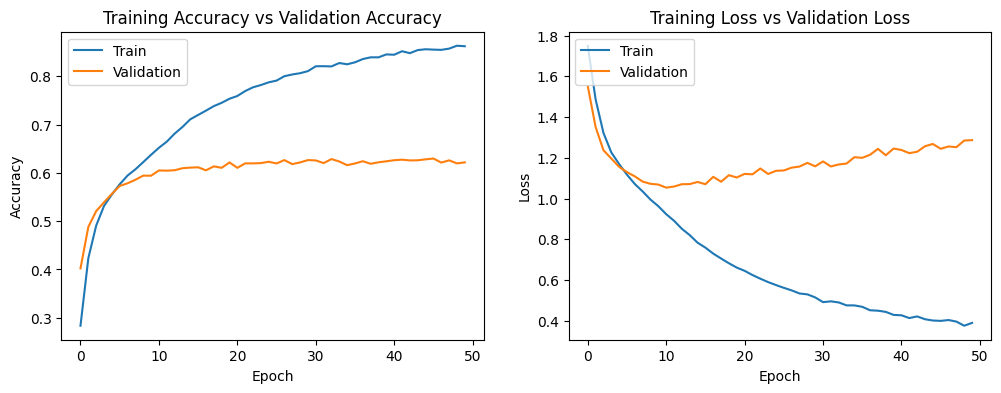 Training Accuracy vs Validation Accuracy
Train
Validation
0.8
0.7
0.6
0.5
0.4
0.3
Accuracy
0 10 20 30 40 50
Epoch
Training Loss vs Validation Loss
Train
Validation
1.8
1.6
1.4
1.2
1.0
0.8
0.6
0.4
Loss
0 10 20 30 40 50
Epoch